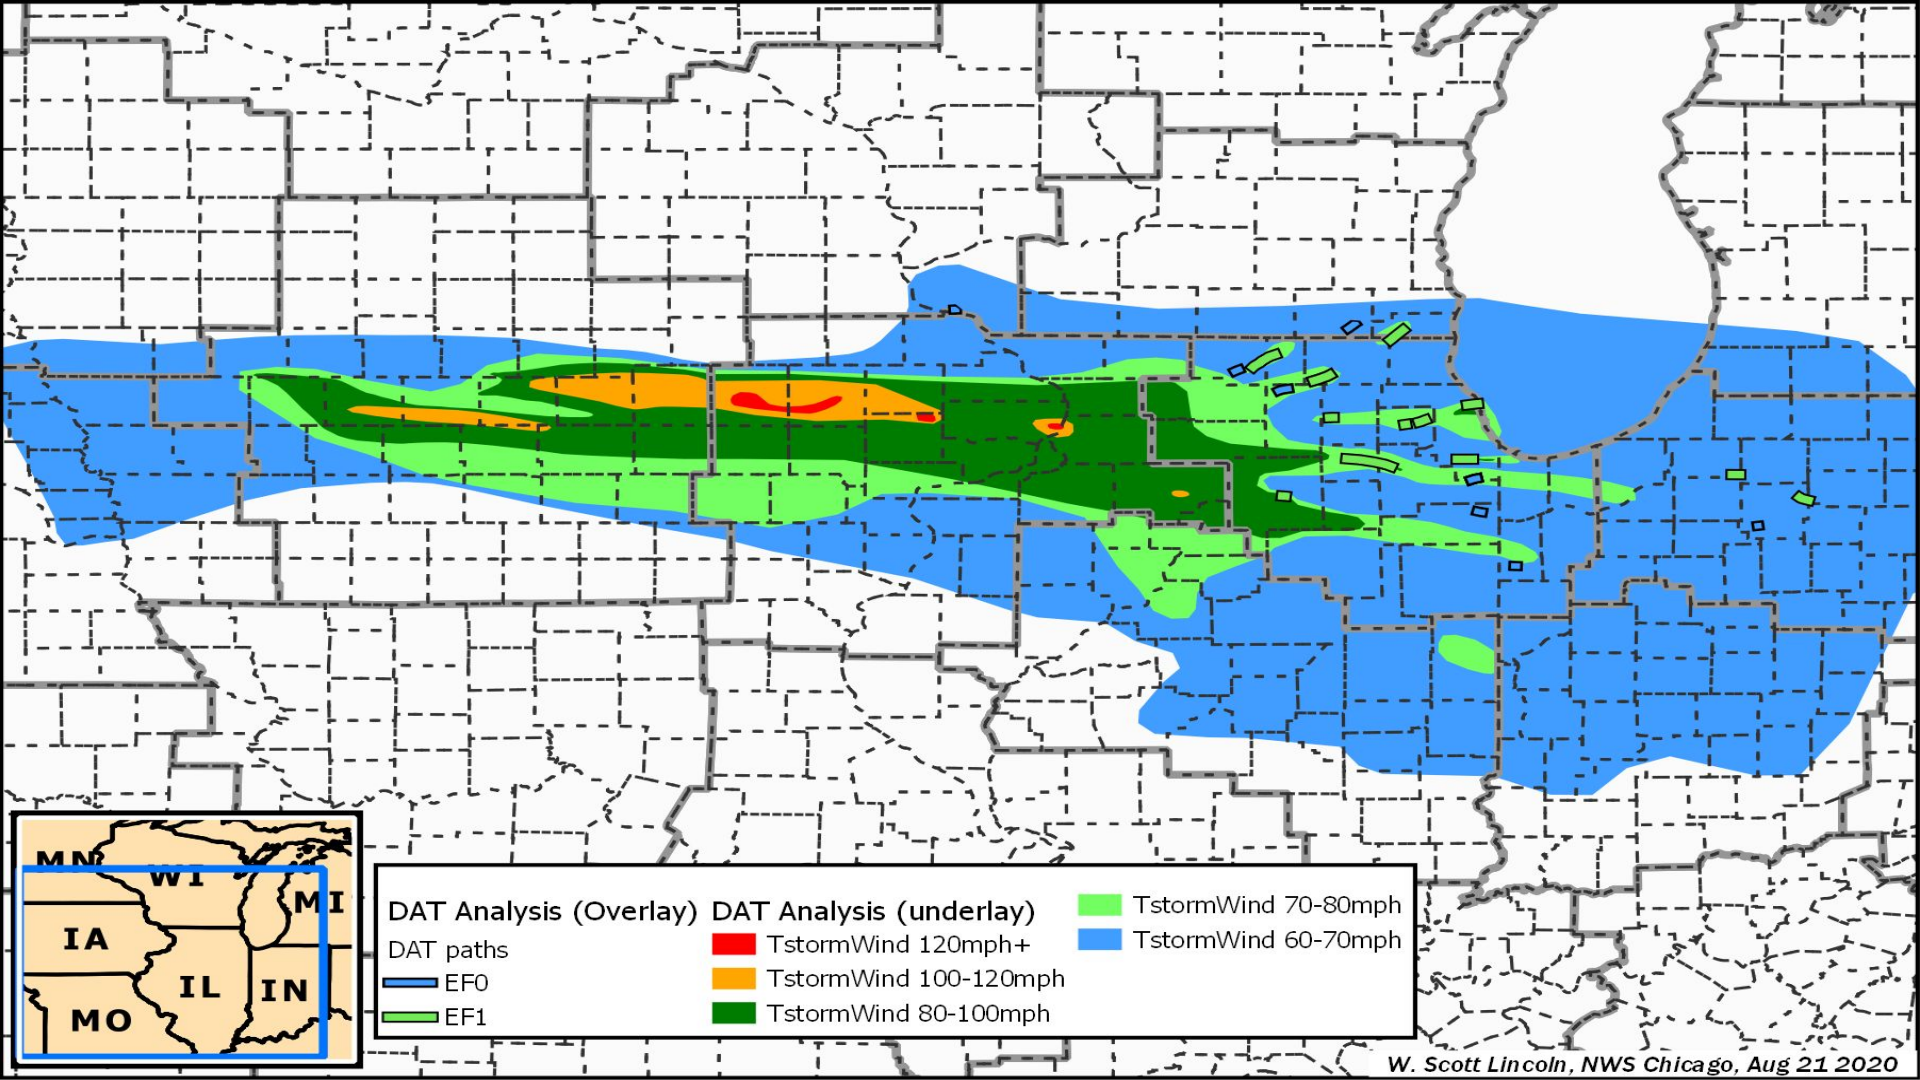 MN
WI
MI
IA
IL
IN
MO
DAT Analysis (Overlay)
DAT paths
EF0
EF1
DAT Analysis (underlay)
TstormWind 120mph+
TstormWind 100-120mph
TstormWind 80-100mph
TstormWind 70-80mph
TstormWind 60-70mph
W. Scott Lincoln, NWS Chicago, Aug 21 2020